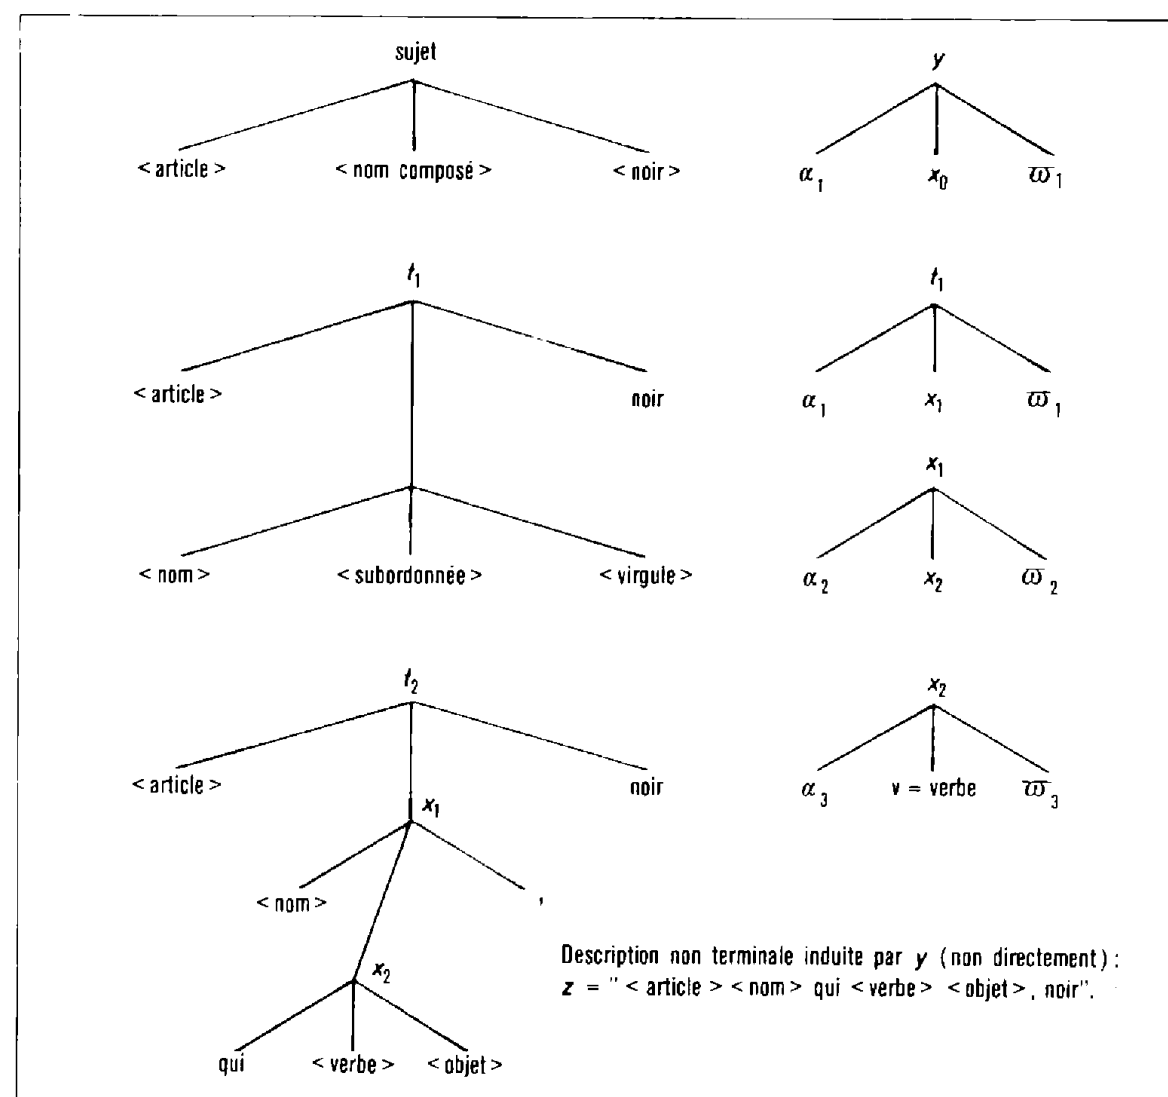 sujet
y
< article > < nom composé > < noir >
α₁ x₀ ϖ₁
t₁
t₁
< article > noir
α₁ x₁ ϖ₁
x₁
< nom > < subordonnée > < virgule >
α₂ x₂ ϖ₂
t₂
x₂
< article > noir
α₃ v = verbe ϖ₃
x₁
< nom > ,
Description non terminale induite par y (non directement) :
x₂
z = " < article > < nom > qui < verbe > < objet > , noir".
qui < verbe > < objet >